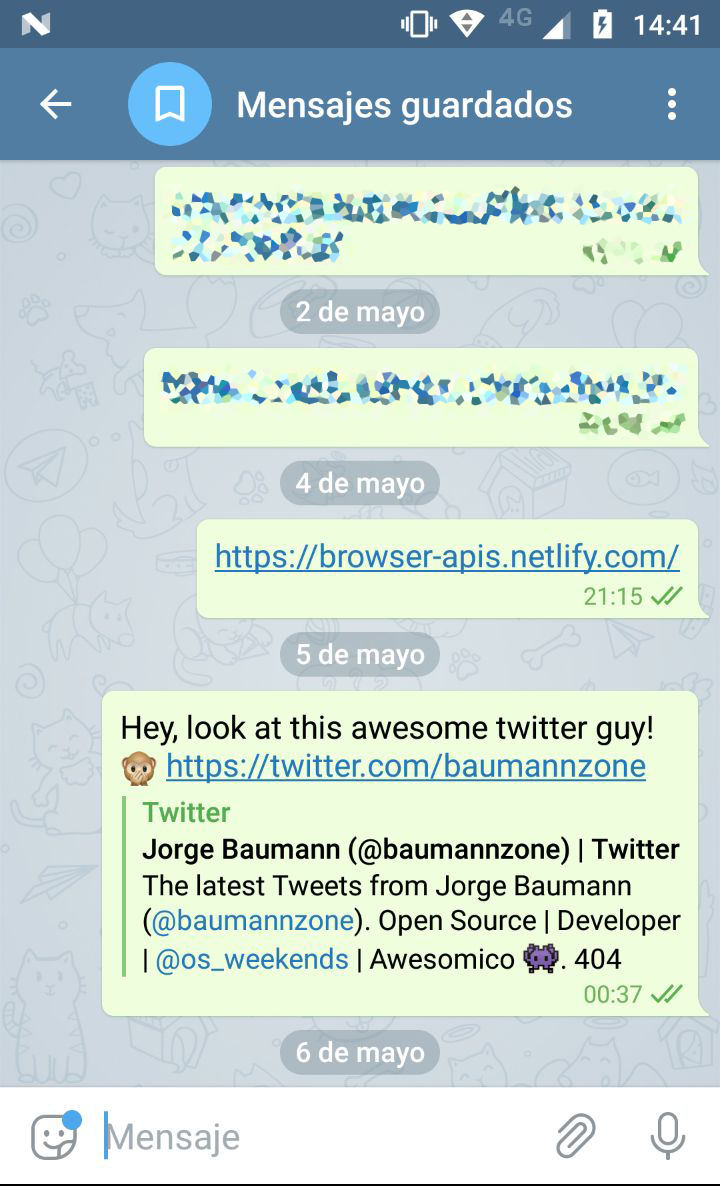 4G 14:41
Mensajes guardados
2 de mayo
4 de mayo
https://browser-apis.netlify.com/
21:15
5 de mayo
Hey, look at this awesome twitter guy!
🙊 https://twitter.com/baumannzone
Twitter
Jorge Baumann (@baumannzone) | Twitter
The latest Tweets from Jorge Baumann
(@baumannzone). Open Source | Developer
| @os_weekends | Awesomico 👾. 404
00:37
6 de mayo
Mensaje